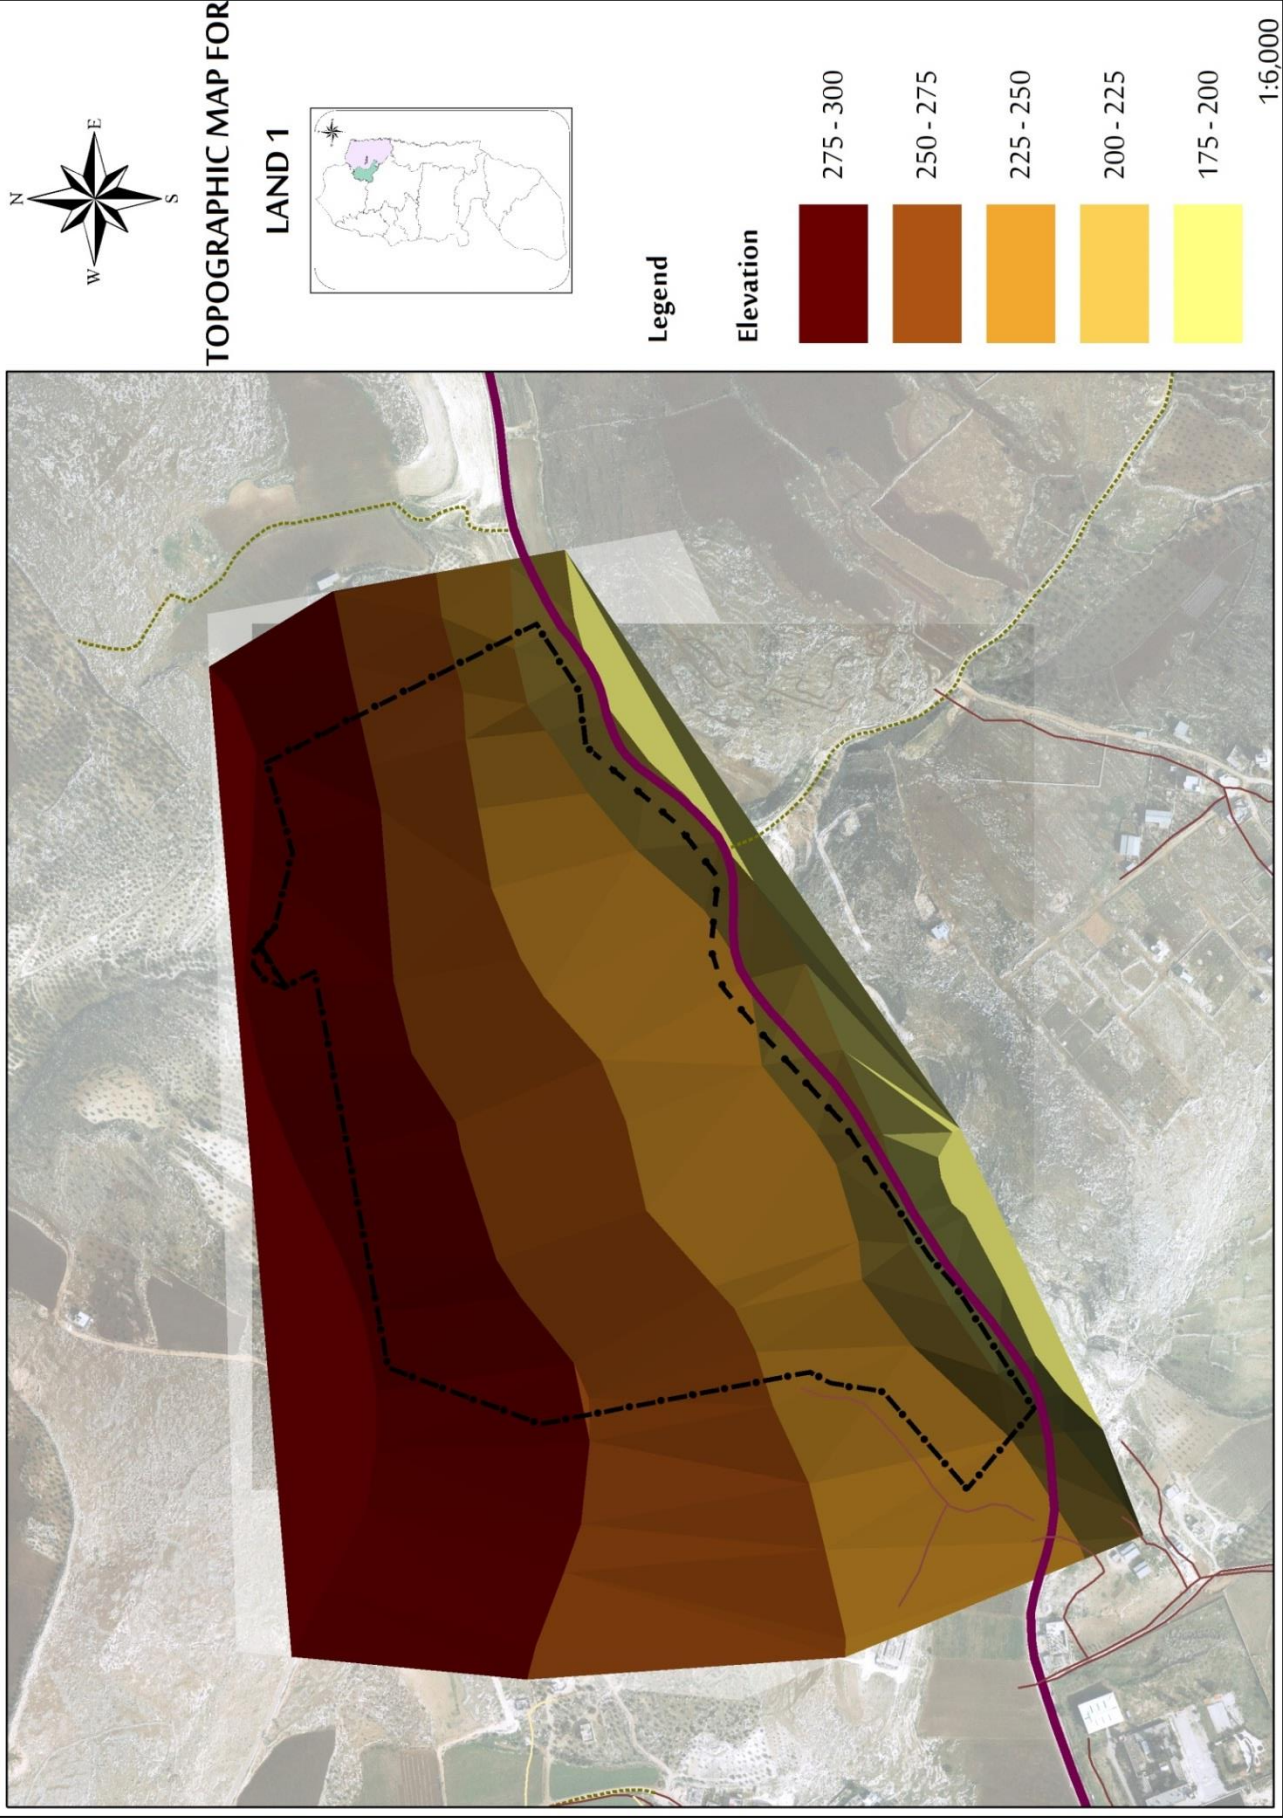 N
W
E
S
TOPOGRAPHIC MAP FOR
LAND 1
Legend
Elevation
275 - 300
250 - 275
225 - 250
200 - 225
175 - 200
1:6,000